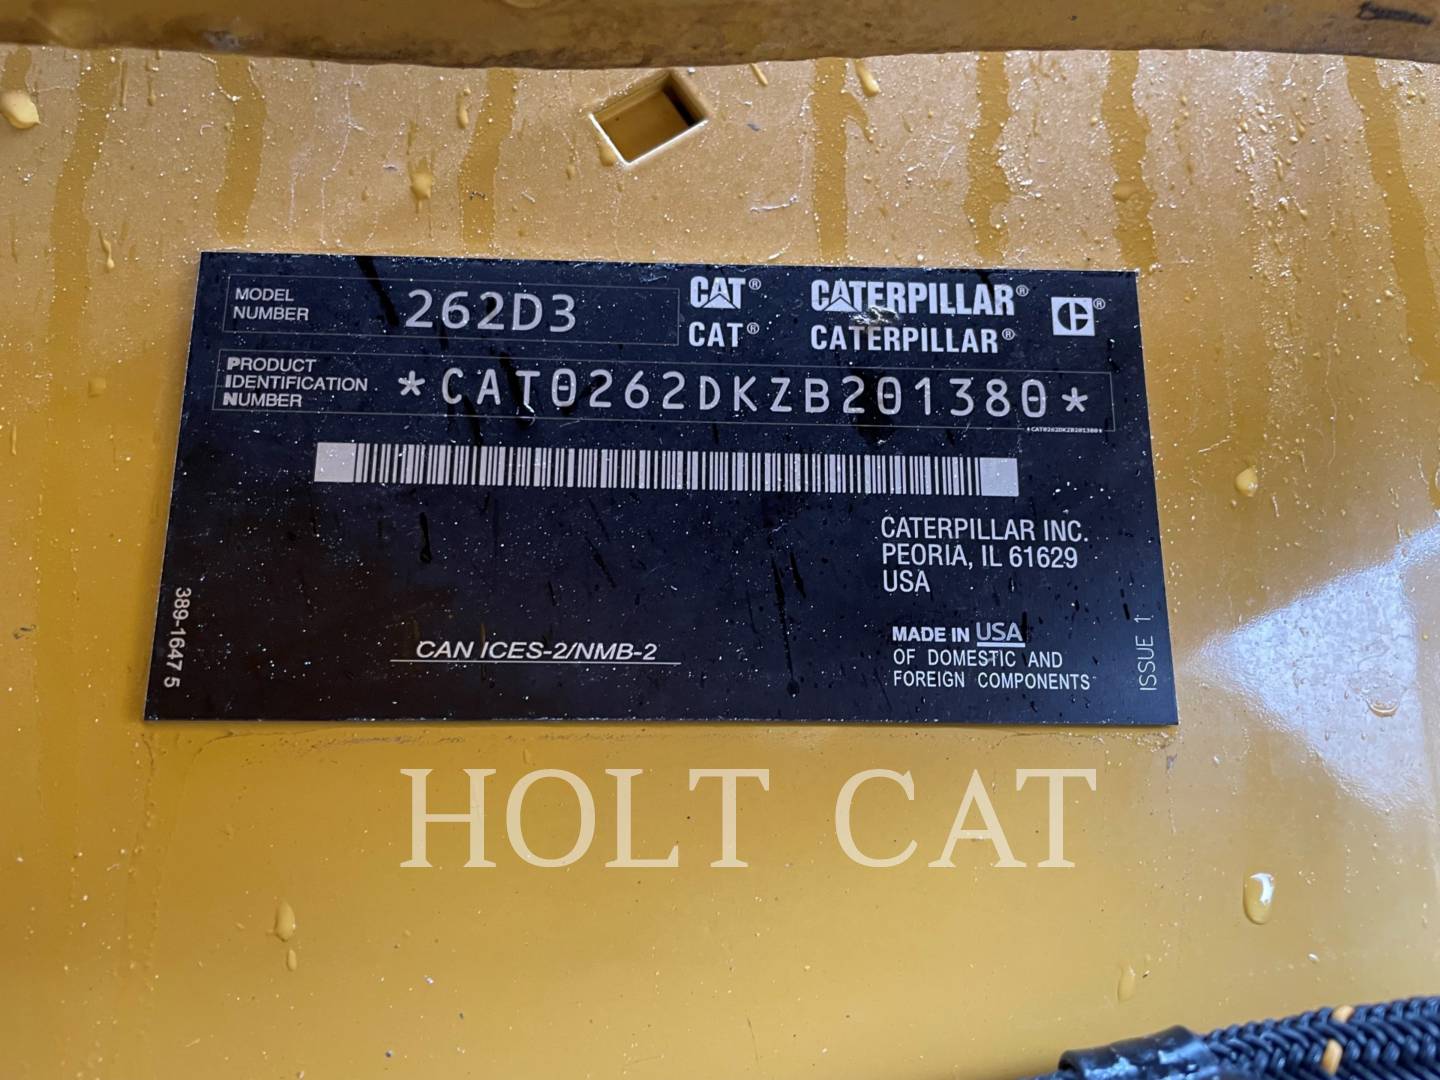 MODEL NUMBER 262D3
CAT® CATERPILLAR® ®
CAT® CATERPILLAR®
PRODUCT IDENTIFICATION NUMBER *CAT0262DKZB201380*
*CAT0262DKZB201380*
CATERPILLAR INC.
PEORIA, IL 61629
USA
MADE IN USA
OF DOMESTIC AND
FOREIGN COMPONENTS
CAN ICES-2/NMB-2
389-1647 5
ISSUE 1
HOLT CAT